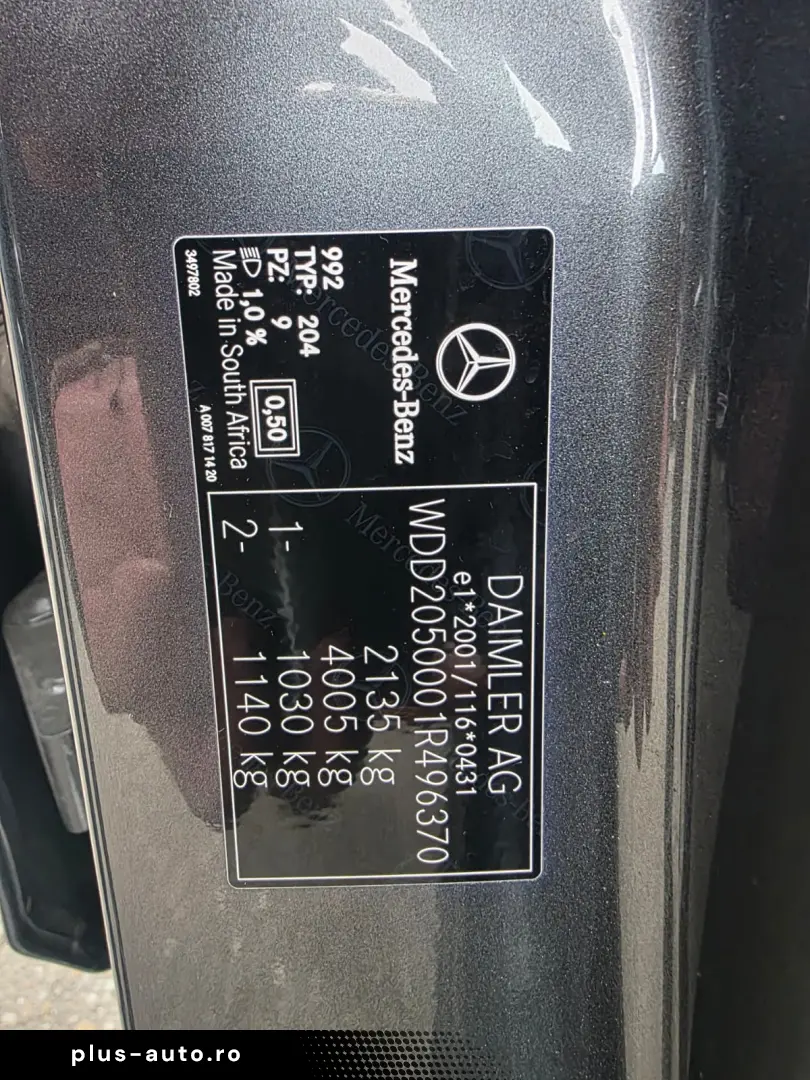 Mercedes-Benz
992
TYP: 204
PZ: 9
1,0 %
0,50
Made in South Africa
3497802
A 007 817 14 20
DAIMLER AG
e1*2001/116*0431
WDD2050001R496370
2135 kg
4005 kg
1- 1030 kg
2- 1140 kg
plus-auto.ro